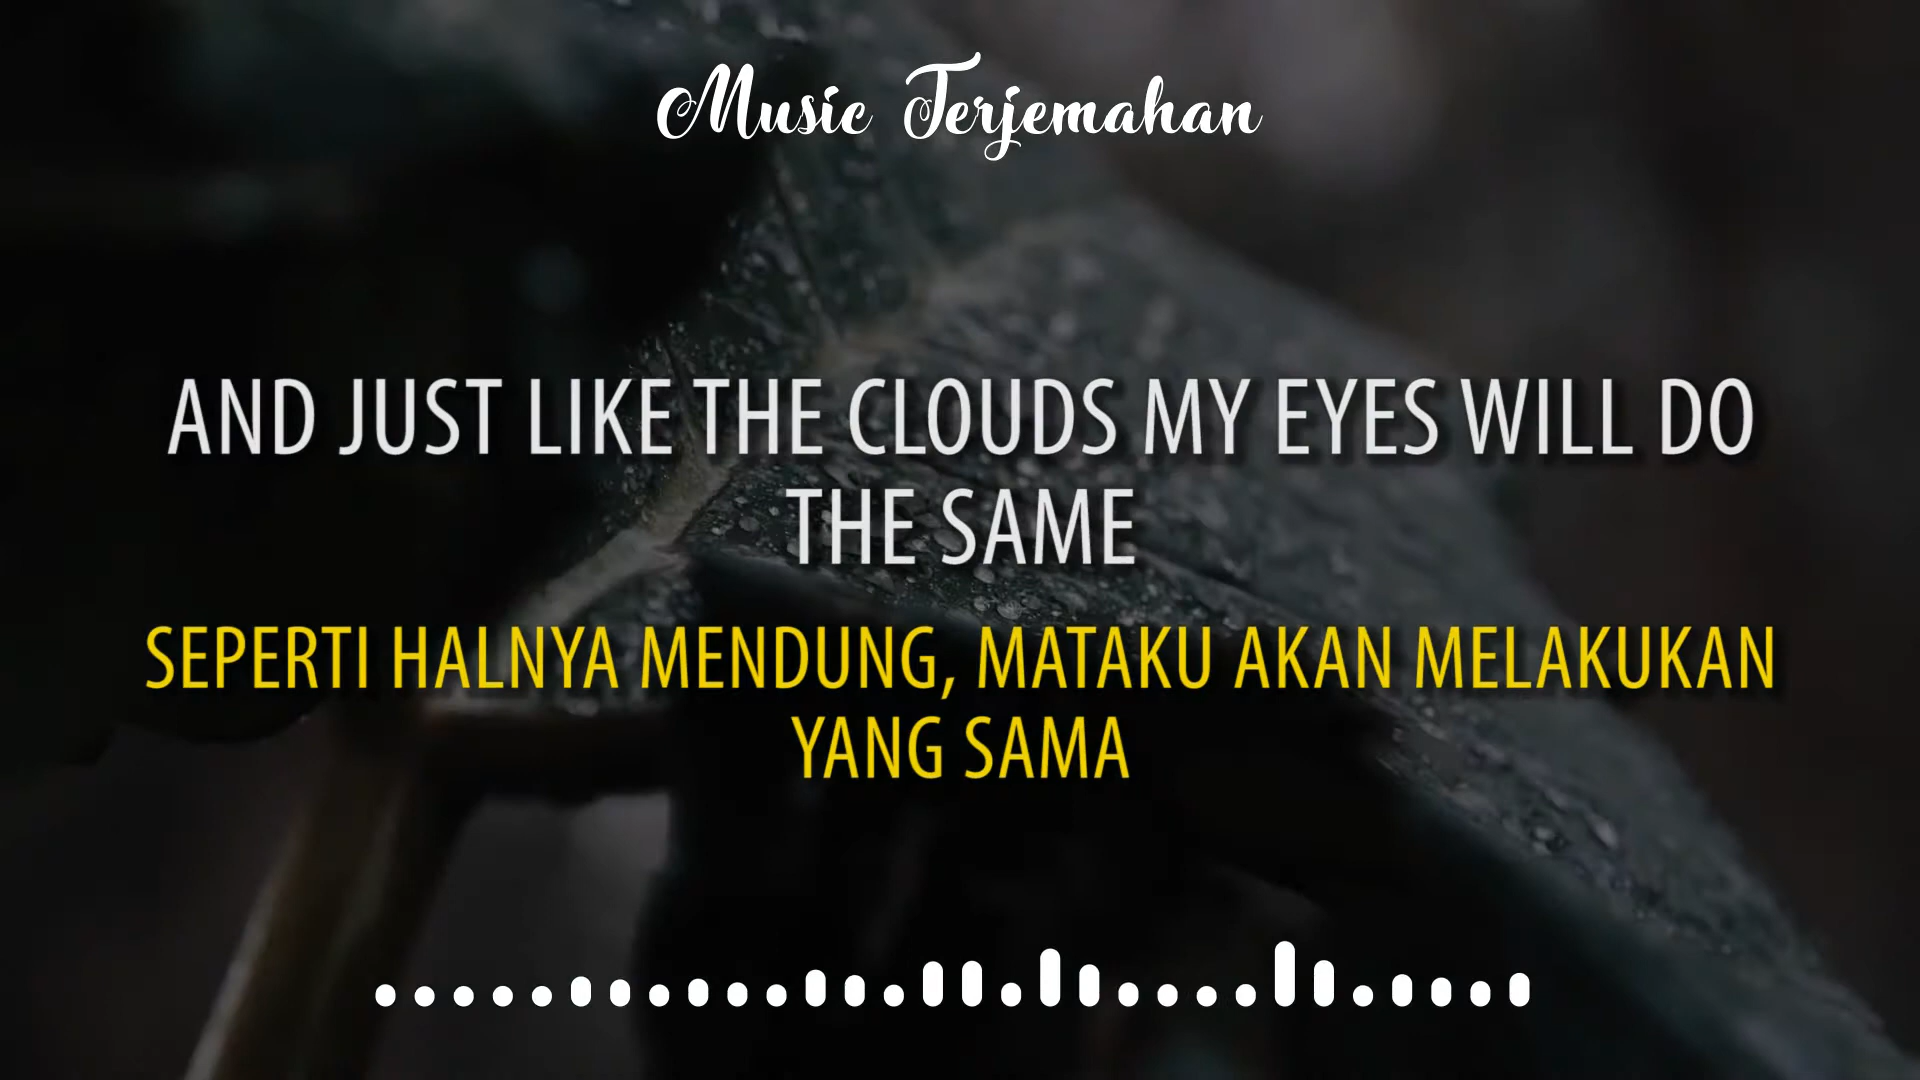 Music Terjemahan
AND JUST LIKE THE CLOUDS MY EYES WILL DO
THE SAME
SEPERTI HALNYA MENDUNG, MATAKU AKAN MELAKUKAN
YANG SAMA